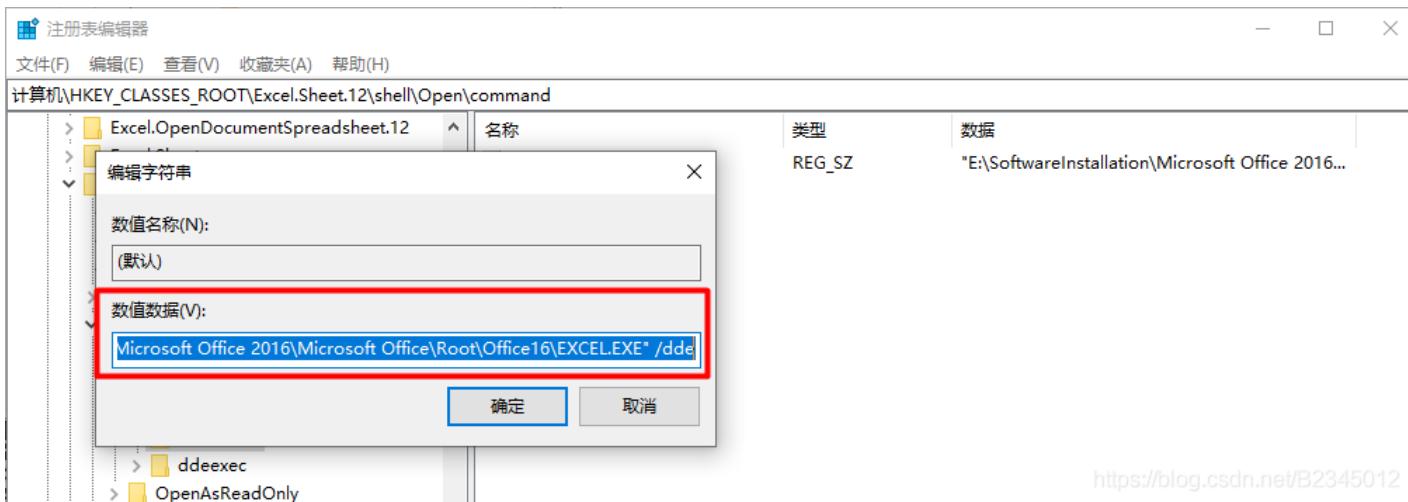 注册表编辑器
文件(F) 编辑(E) 查看(V) 收藏夹(A) 帮助(H)
计算机\HKEY_CLASSES_ROOT\Excel.Sheet.12\shell\Open\command
Excel.OpenDocumentSpreadsheet.12
名称 类型 数据
REG_SZ "E:\SoftwareInstallation\Microsoft Office 2016...
编辑字符串
数值名称(N):
(默认)
数值数据(V):
Microsoft Office 2016\Microsoft Office\Root\Office16\EXCEL.EXE" /dde
确定 取消
ddeexec
OpenAsReadOnly
https://blog.csdn.net/B2345012